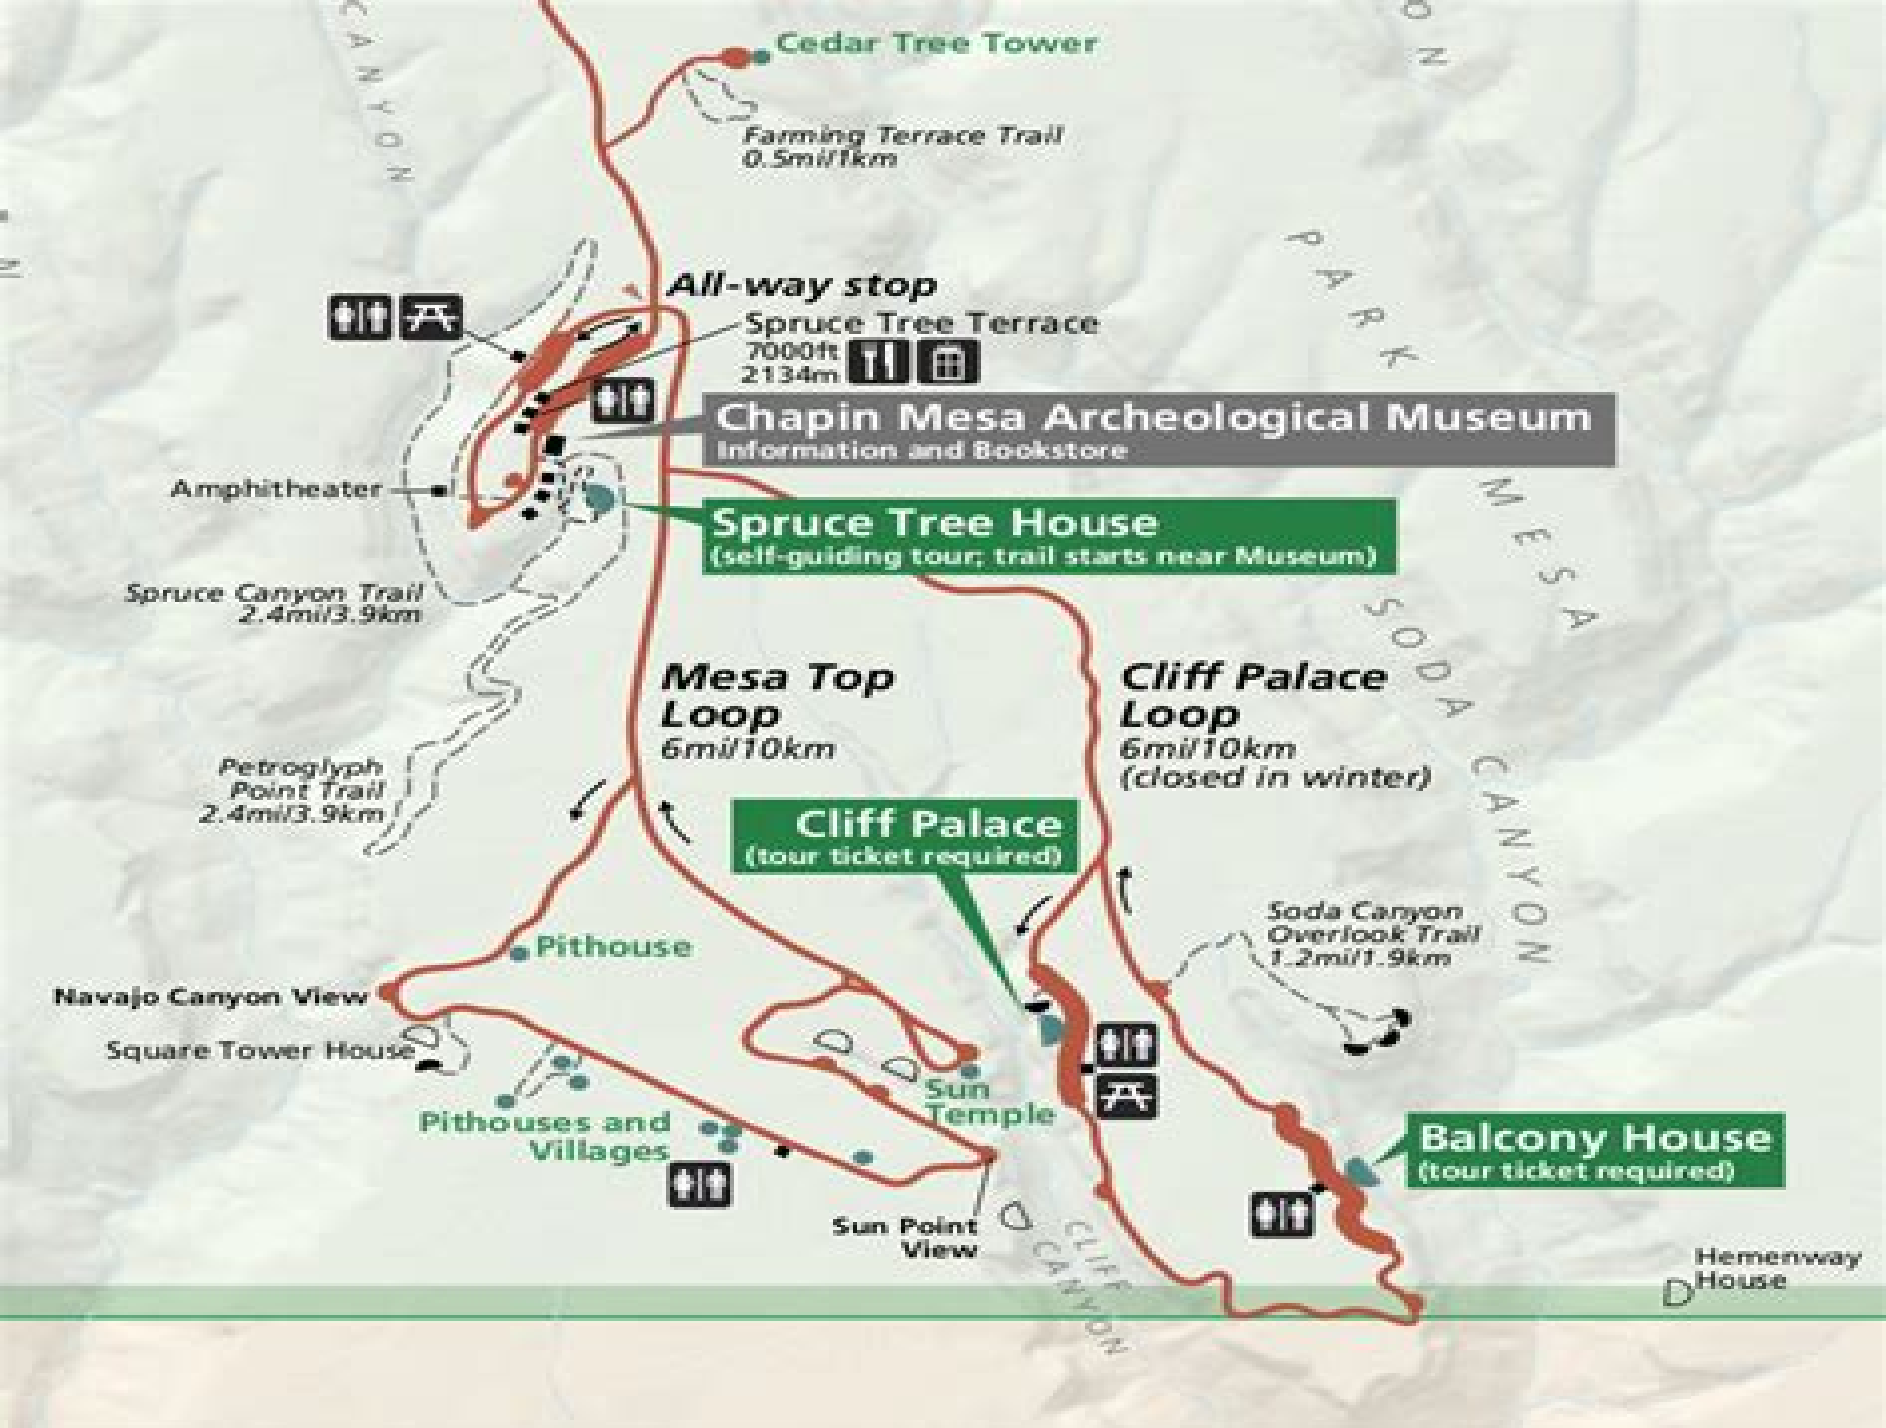 CANYON
ON
N
Cedar Tree Tower
Farming Terrace Trail
0.5mi/1km
PARK
MESA
All-way stop
Spruce Tree Terrace
7000ft
2134m
Chapin Mesa Archeological Museum
Information and Bookstore
Amphitheater
Spruce Tree House
(self-guiding tour; trail starts near Museum)
Spruce Canyon Trail
2.4mi/3.9km
SODA CANYON
Mesa Top
Loop
6mi/10km
Cliff Palace
Loop
6mi/10km
(closed in winter)
Petroglyph
Point Trail
2.4mi/3.9km
Cliff Palace
(tour ticket required)
Soda Canyon
Overlook Trail
1.2mi/1.9km
Pithouse
Navajo Canyon View
Square Tower House
Sun
Temple
Pithouses and
Villages
Balcony House
(tour ticket required)
Sun Point
View
CLIFF
CANYON
Hemenway
House